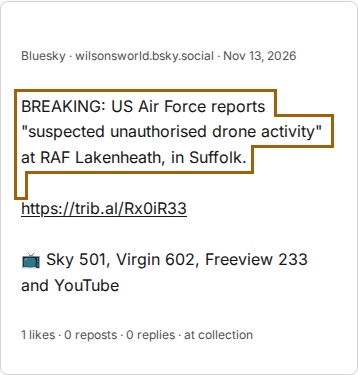 Bluesky · wilsonsworld.bsky.social · Nov 13, 2026
BREAKING: US Air Force reports
"suspected unauthorised drone activity"
at RAF Lakenheath, in Suffolk.
https://trib.al/Rx0iR33
📺 Sky 501, Virgin 602, Freeview 233
and YouTube
1 likes · 0 reposts · 0 replies · at collection